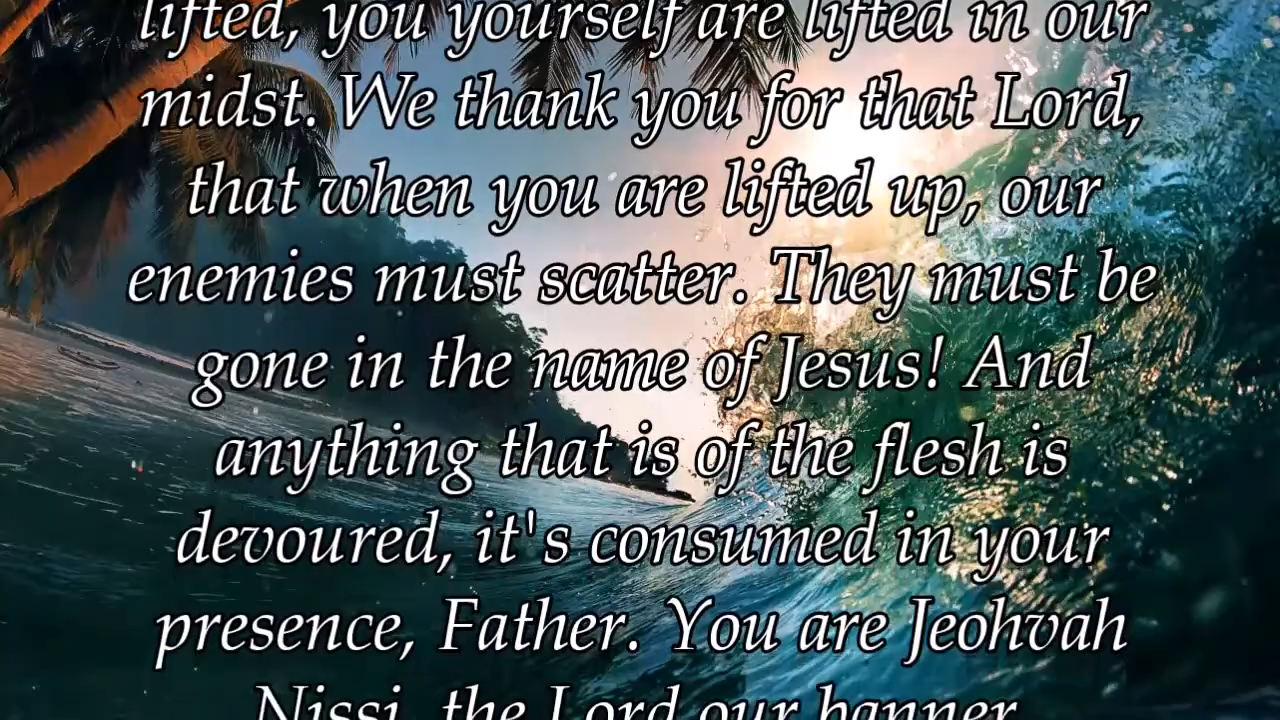 lifted, you yourself are lifted in our
midst. We thank you for that Lord,
that when you are lifted up, our
enemies must scatter. They must be
gone in the name of Jesus! And
anything that is of the flesh is
devoured, it's consumed in your
presence, Father. You are Jeohvah
Nissi, the Lord our banner